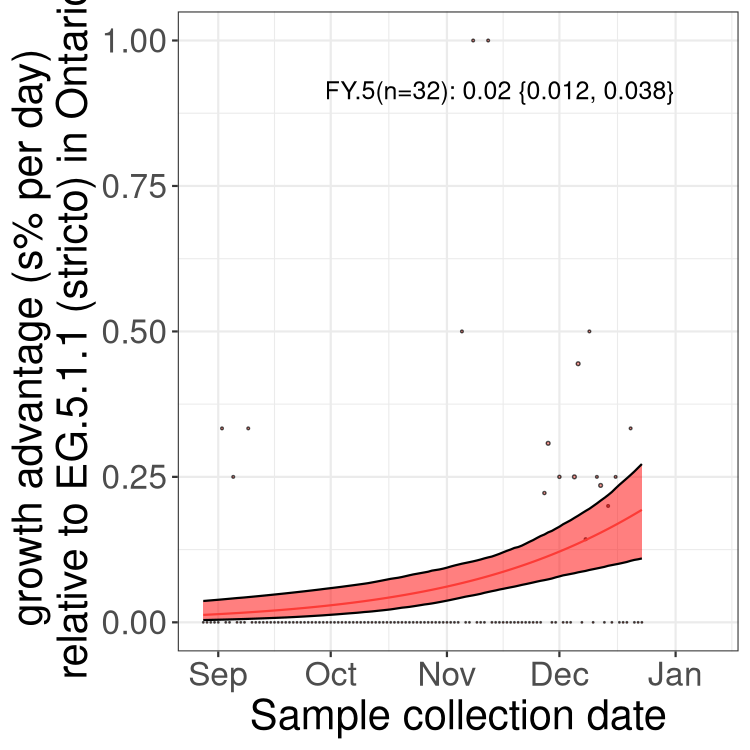 growth advantage (s% per day)
relative to EG.5.1.1 (stricto) in Ontario
1.00
0.75
0.50
0.25
0.00
FY.5(n=32): 0.02 {0.012, 0.038}
Sep Oct Nov Dec Jan
Sample collection date